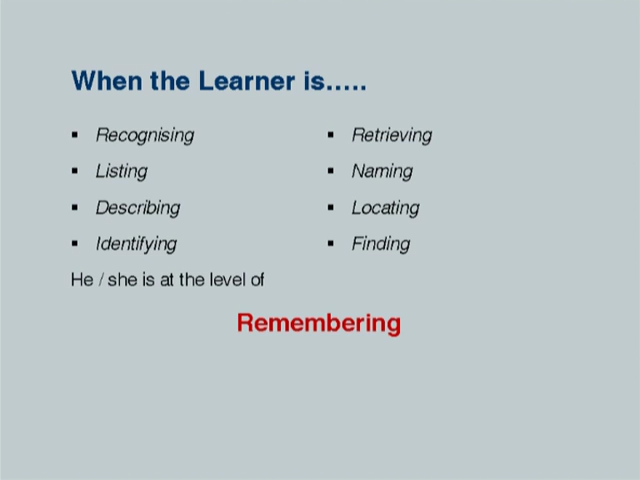 When the Learner is.....
▪ Recognising
▪ Listing
▪ Describing
▪ Identifying
▪ Retrieving
▪ Naming
▪ Locating
▪ Finding
He / she is at the level of
Remembering